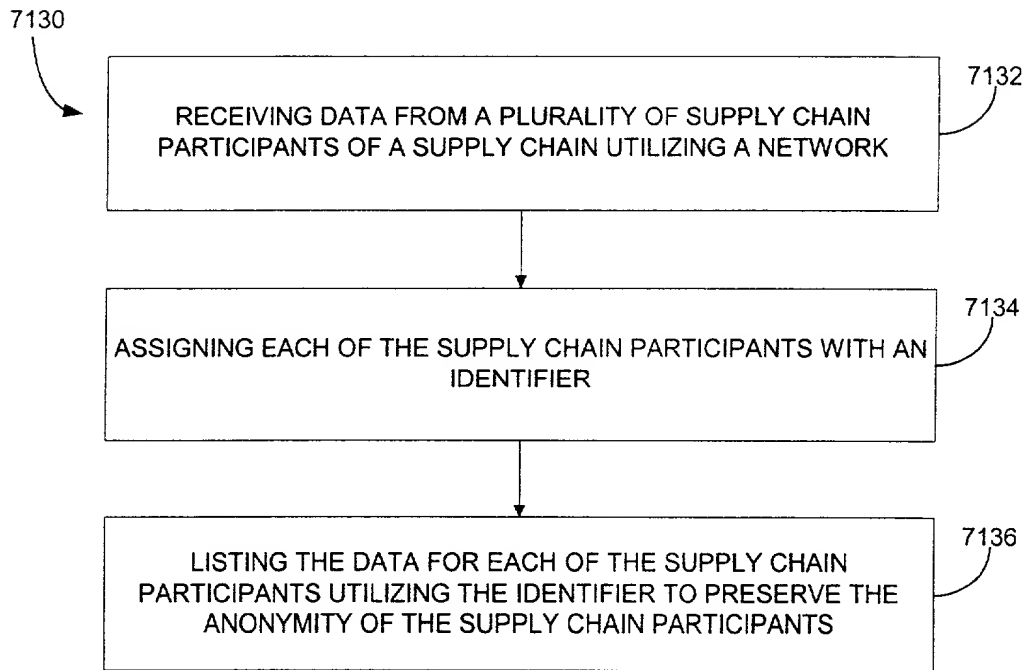 7130
7132
RECEIVING DATA FROM A PLURALITY OF SUPPLY CHAIN
PARTICIPANTS OF A SUPPLY CHAIN UTILIZING A NETWORK
7134
ASSIGNING EACH OF THE SUPPLY CHAIN PARTICIPANTS WITH AN
IDENTIFIER
7136
LISTING THE DATA FOR EACH OF THE SUPPLY CHAIN
PARTICIPANTS UTILIZING THE IDENTIFIER TO PRESERVE THE
ANONYMITY OF THE SUPPLY CHAIN PARTICIPANTS